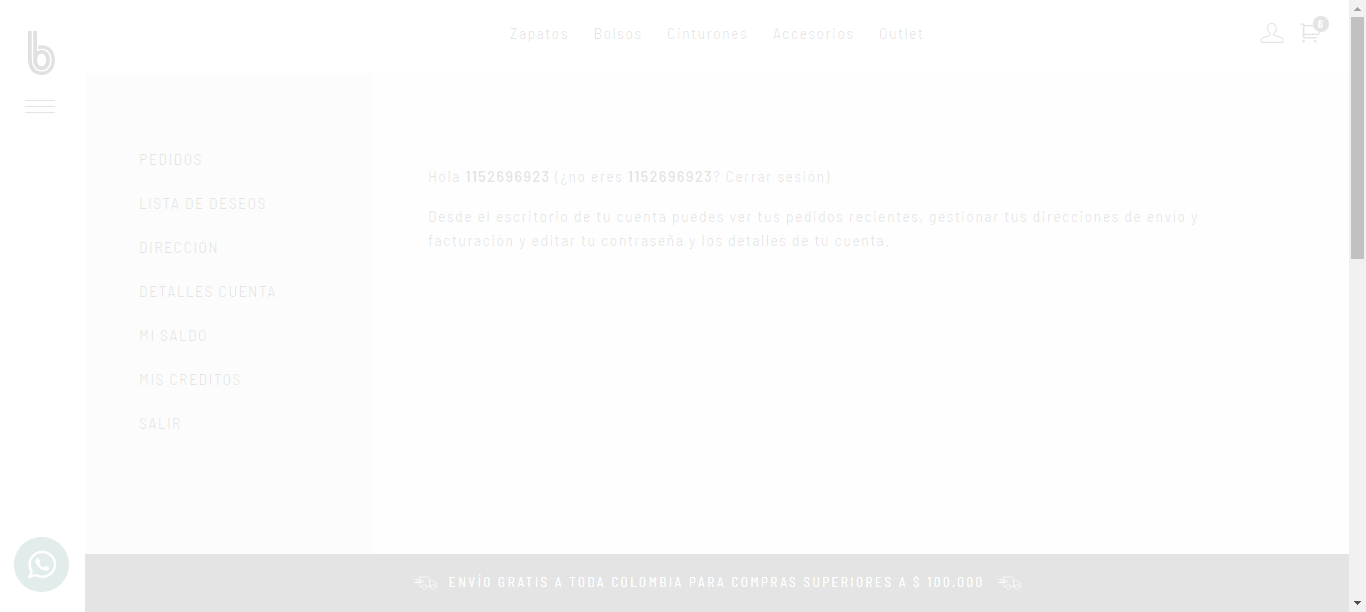 b
Zapatos Bolsos Cinturones Accesorios Outlet
6
PEDIDOS
LISTA DE DESEOS
DIRECCIÓN
DETALLES CUENTA
MI SALDO
MIS CREDITOS
SALIR
Hola 1152696923 (¿no eres 1152696923? Cerrar sesión)
Desde el escritorio de tu cuenta puedes ver tus pedidos recientes, gestionar tus direcciones de envío y
facturación y editar tu contraseña y los detalles de tu cuenta.
ENVÍO GRATIS A TODA COLOMBIA PARA COMPRAS SUPERIORES A $ 100.000